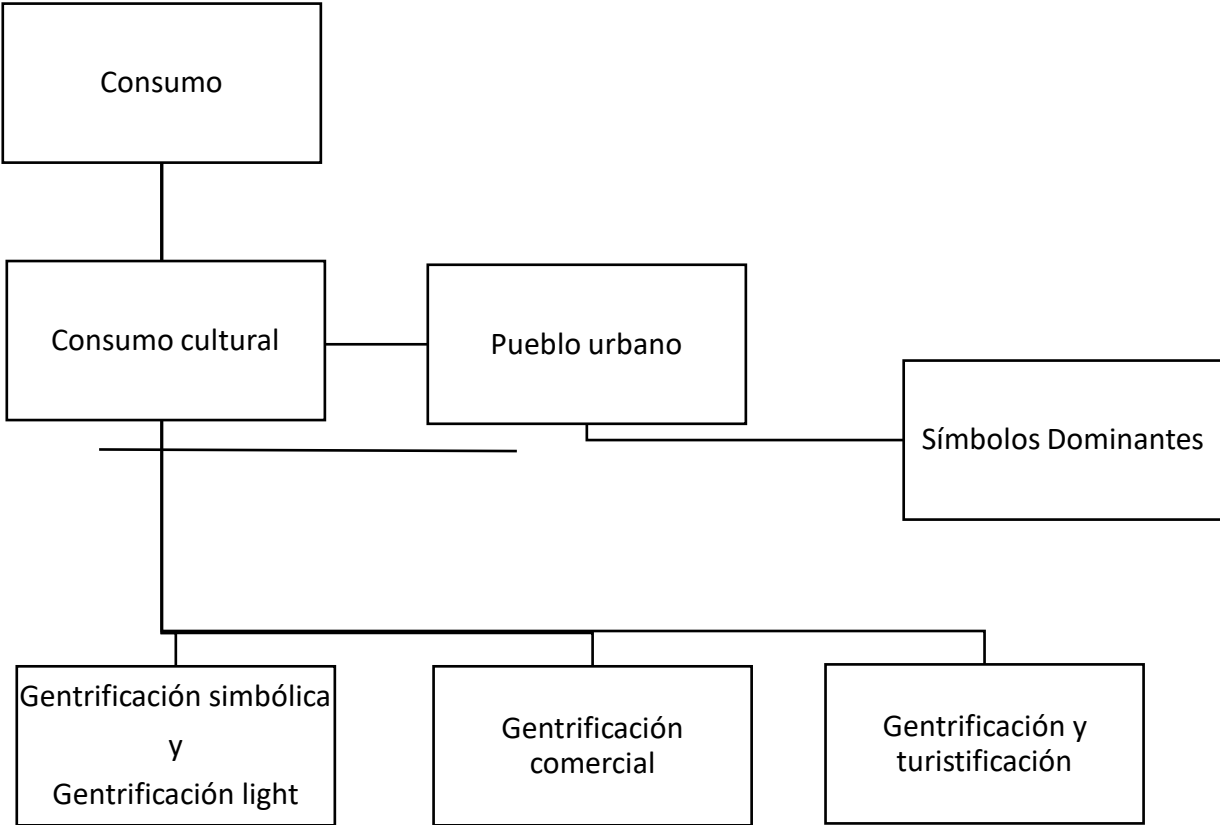 Consumo
Consumo cultural
Pueblo urbano
Símbolos Dominantes
Gentrificación simbólica
y
Gentrificación light
Gentrificación
comercial
Gentrificación y
turistificación